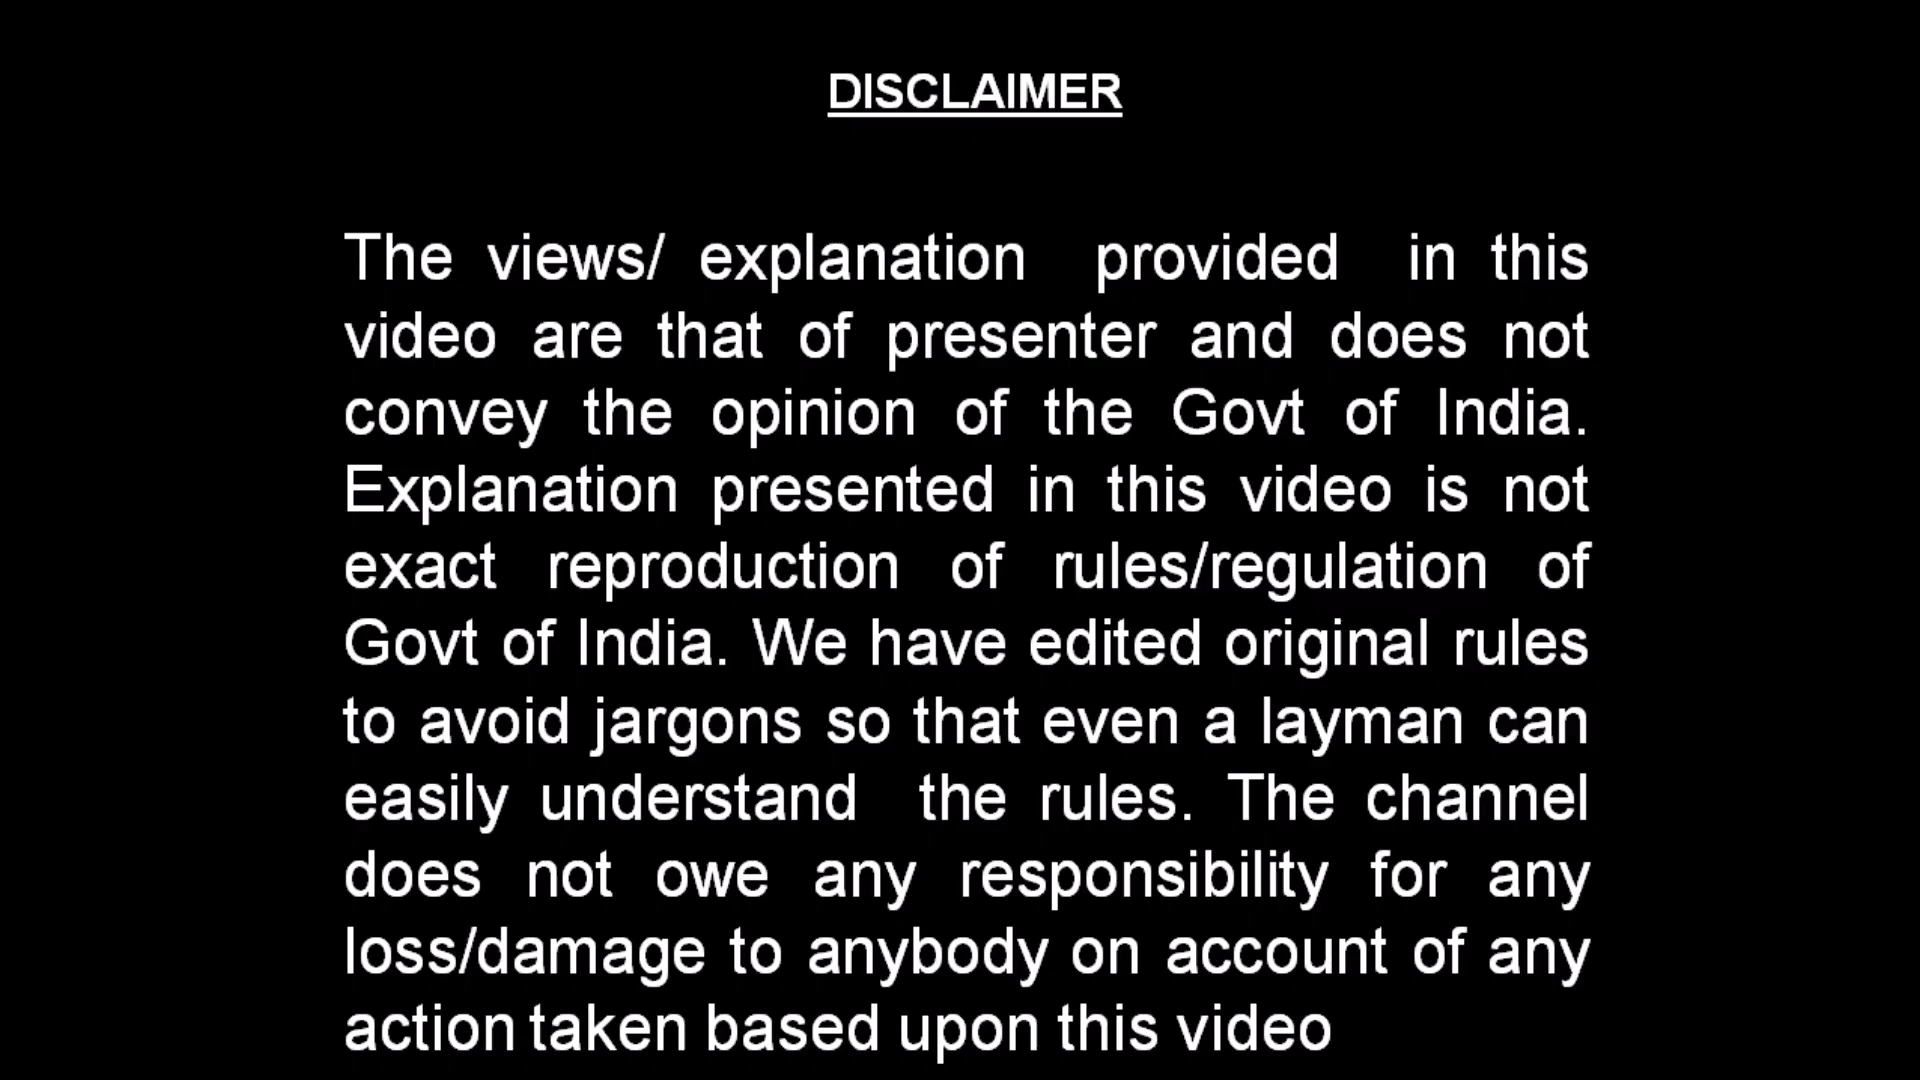 DISCLAIMER
The views/ explanation provided in this
video are that of presenter and does not
convey the opinion of the Govt of India.
Explanation presented in this video is not
exact reproduction of rules/regulation of
Govt of India. We have edited original rules
to avoid jargons so that even a layman can
easily understand the rules. The channel
does not owe any responsibility for any
loss/damage to anybody on account of any
action taken based upon this video